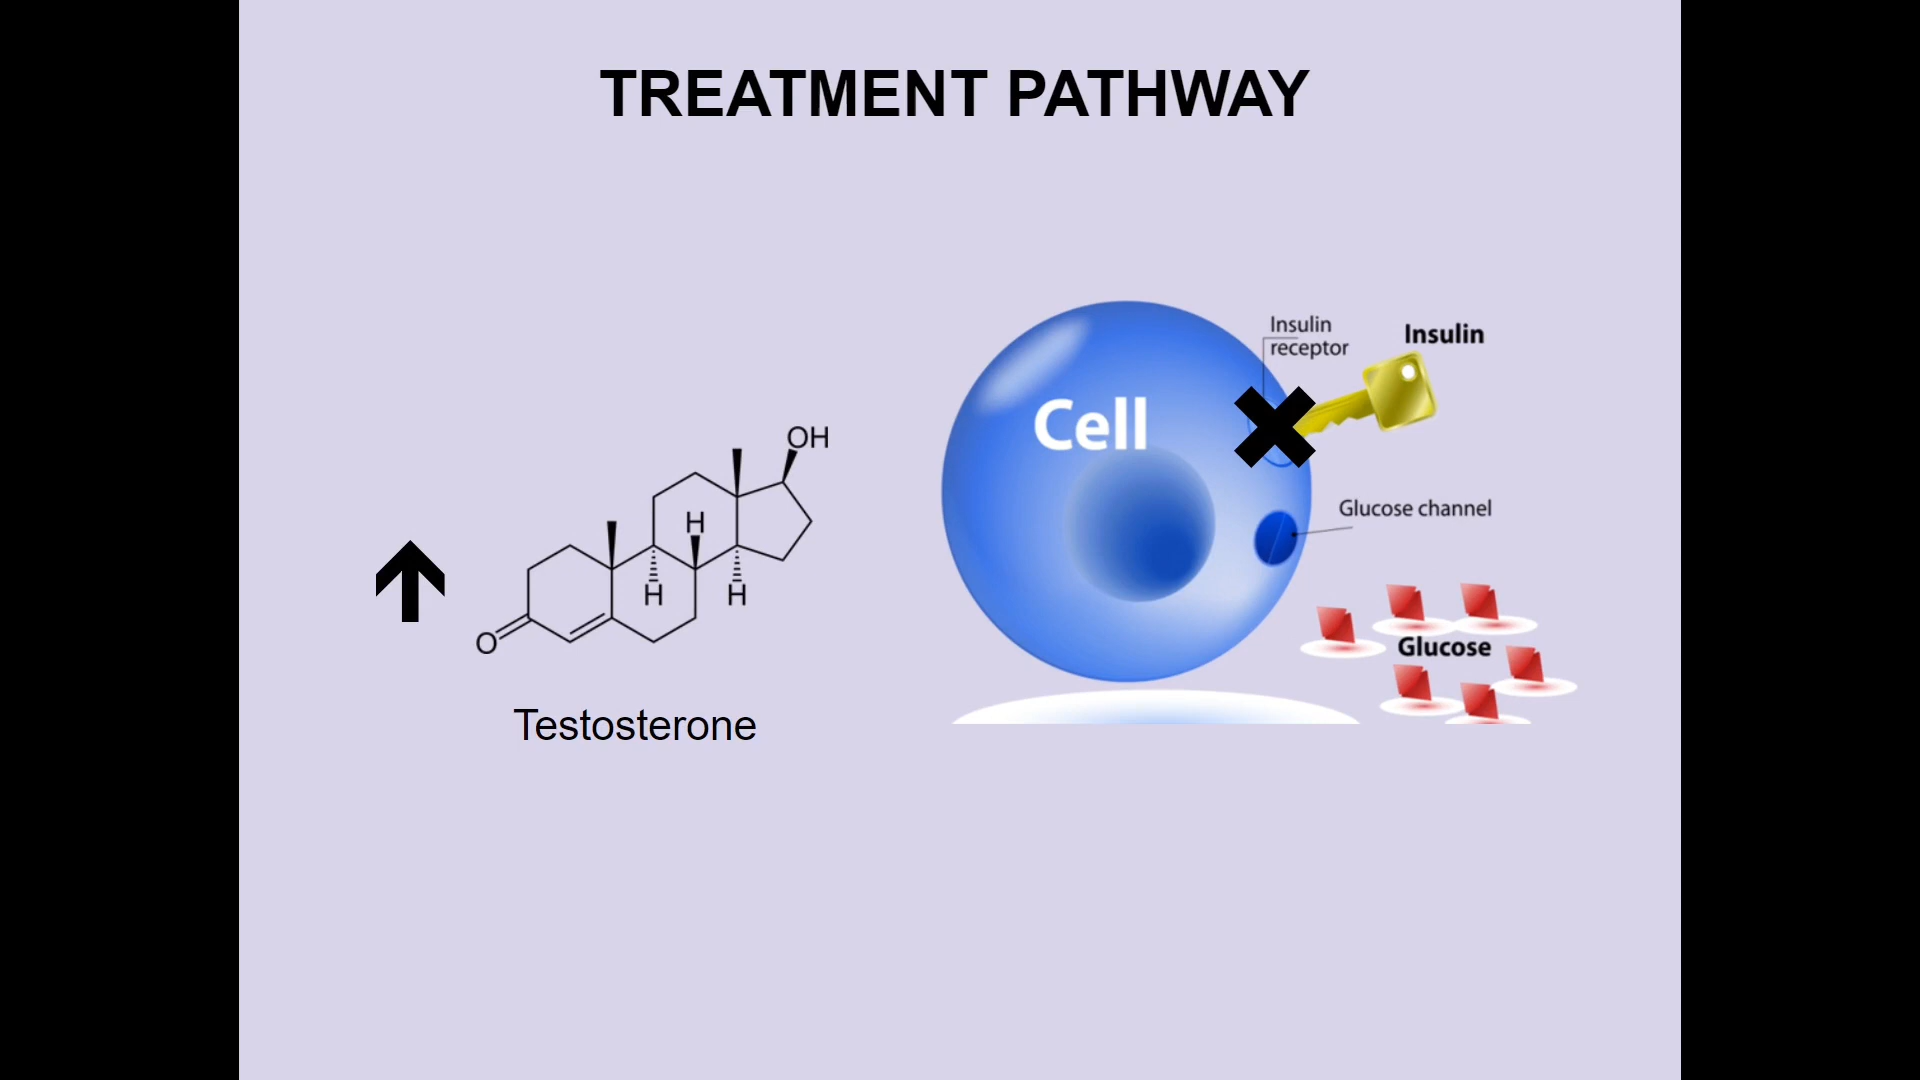 TREATMENT PATHWAY
Insulin
receptor
Insulin
Cell
OH
H
H
H
O
Glucose channel
Glucose
Testosterone